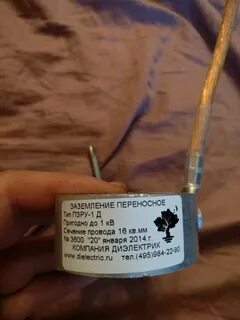 ЗАЗЕМЛЕНИЕ ПЕРЕНОСНОЕ
Тип ПЗРУ-1 Д
Пригодно до 1 кВ
Сечение провода 16 кв.мм
№ 3600 "20" января 2014 г.
КОМПАНИЯ ДИЭЛЕКТРИК
www.dielectric.ru тел.(495)984-22-90